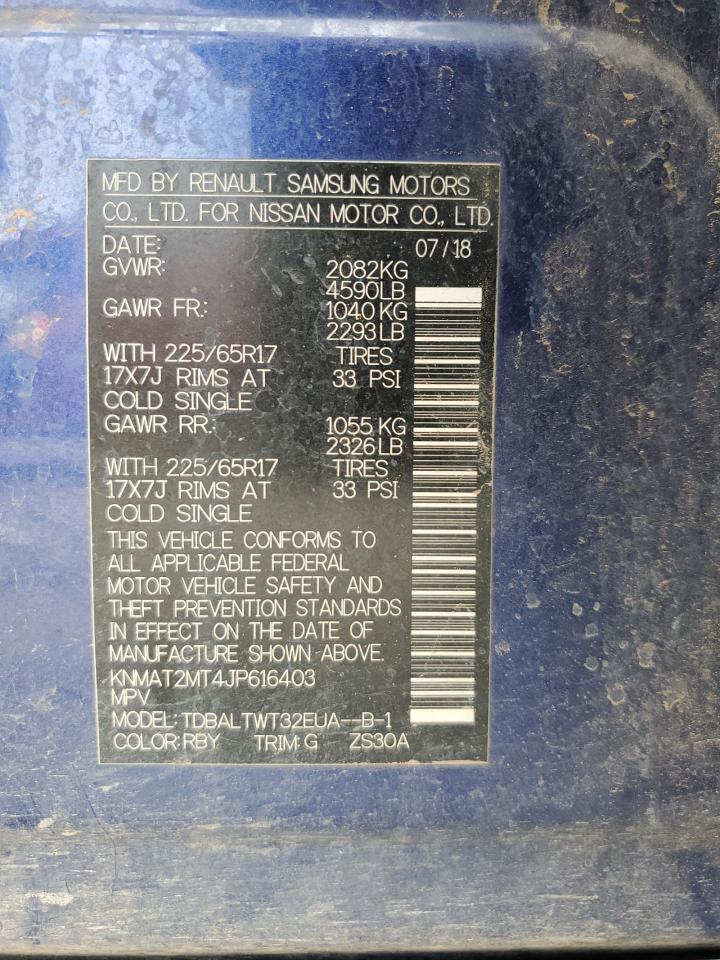 MFD BY RENAULT SAMSUNG MOTORS
CO., LTD. FOR NISSAN MOTOR CO., LTD.
DATE: 07/18
GVWR: 2082KG
4590LB
GAWR FR.: 1040 KG
2293LB
WITH 225/65R17 TIRES
17X7J RIMS AT 33 PSI
COLD SINGLE
GAWR RR.: 1055 KG
2326LB
WITH 225/65R17 TIRES
17X7J RIMS AT 33 PSI
COLD SINGLE
THIS VEHICLE CONFORMS TO
ALL APPLICABLE FEDERAL
MOTOR VEHICLE SAFETY AND
THEFT PREVENTION STANDARDS
IN EFFECT ON THE DATE OF
MANUFACTURE SHOWN ABOVE.
KNMAT2MT4JP616403
MPV
MODEL: TDBALTWT32EUA--B-1
COLOR: RBY TRIM: G ZS30A